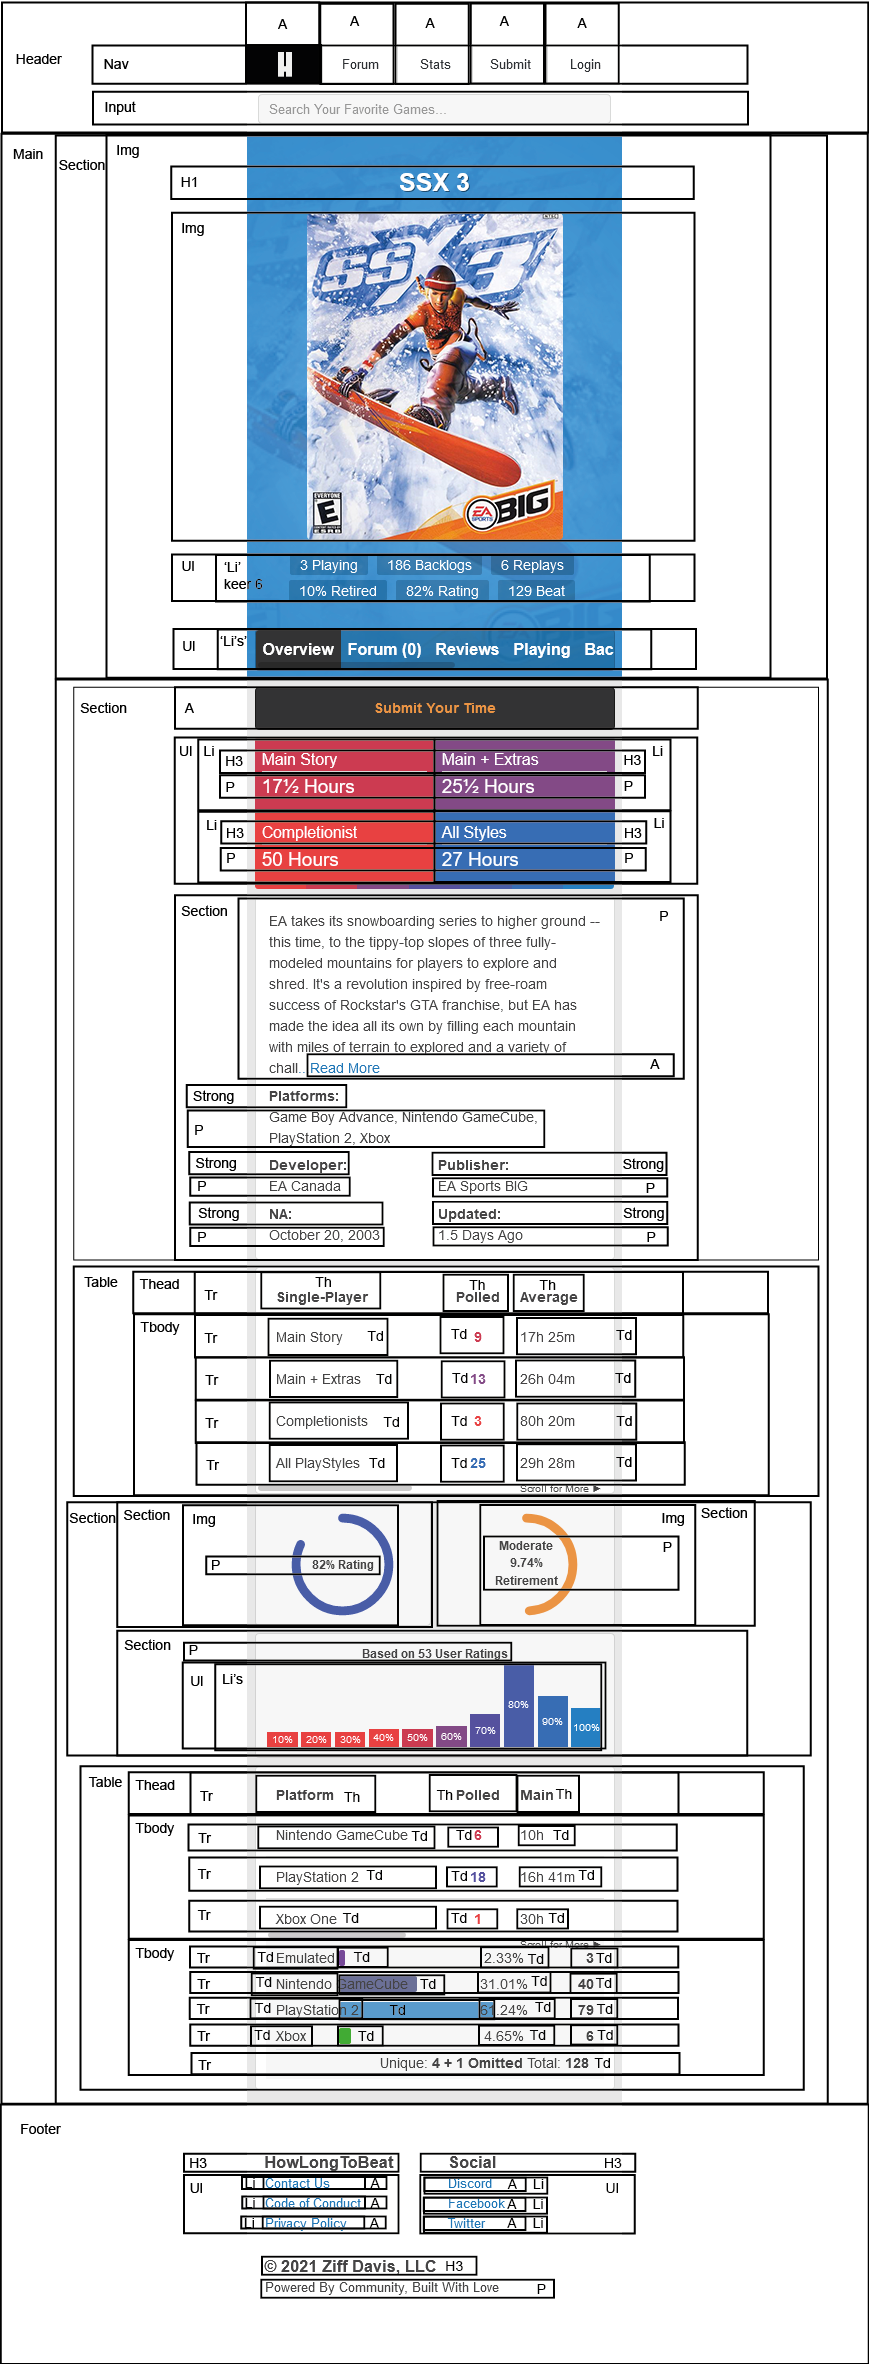 A A A A A
Header
Nav H Forum Stats Submit Login
Input Search Your Favorite Games...
Main
Section
Img
H1 SSX 3
Img
SSX3
EVERYONE
E
ESRB
EA SPORTS BIG
Ul 'Li' 3 Playing 186 Backlogs 6 Replays
keer 6 10% Retired 82% Rating 129 Beat
Ul 'Li's' Overview Forum (0) Reviews Playing Bac
Section A Submit Your Time
Ul Li H3 Main Story Main + Extras H3 Li
P 17½ Hours 25½ Hours P
Li H3 Completionist All Styles H3 Li
P 50 Hours 27 Hours P
Section P
EA takes its snowboarding series to higher ground --
this time, to the tippy-top slopes of three fully-
modeled mountains for players to explore and
shred. It's a revolution inspired by free-roam
success of Rockstar's GTA franchise, but EA has
made the idea all its own by filling each mountain
with miles of terrain to explored and a variety of
chall... Read More A
Strong Platforms:
P Game Boy Advance, Nintendo GameCube,
PlayStation 2, Xbox
Strong Developer: Publisher: Strong
P EA Canada EA Sports BIG P
Strong NA: Updated: Strong
P October 20, 2003 1.5 Days Ago P
Table Thead Tr Th Th Th
Single-Player Polled Average
Tbody Tr Main Story Td Td 9 17h 25m Td
Tr Main + Extras Td Td 13 26h 04m Td
Tr Completionists Td Td 3 80h 20m Td
Tr All PlayStyles Td Td 25 29h 28m Td
Scroll for More ►
Section Section Img Img Section
P 82% Rating
Moderate P
9.74%
Retirement
Section P Based on 53 User Ratings
Ul Li's
10% 20% 30% 40% 50% 60% 70% 80% 90% 100%
Table Thead Tr Platform Th Th Polled Main Th
Tbody Tr Nintendo GameCube Td Td 6 10h Td
Tr PlayStation 2 Td Td 18 16h 41m Td
Tr Xbox One Td Td 1 30h Td
Scroll for More ►
Tbody Tr Td Emulated Td 2.33% Td 3 Td
Tr Td Nintendo GameCube Td 31.01% Td 40 Td
Tr Td PlayStation 2 Td 61.24% Td 79 Td
Tr Td Xbox Td 4.65% Td 6 Td
Tr Unique: 4 + 1 Omitted Total: 128 Td
Footer
H3 HowLongToBeat Social H3
Ul Li Contact Us A Discord A Li Ul
Li Code of Conduct A Facebook A Li
Li Privacy Policy A Twitter A Li
© 2021 Ziff Davis, LLC H3
Powered By Community, Built With Love P